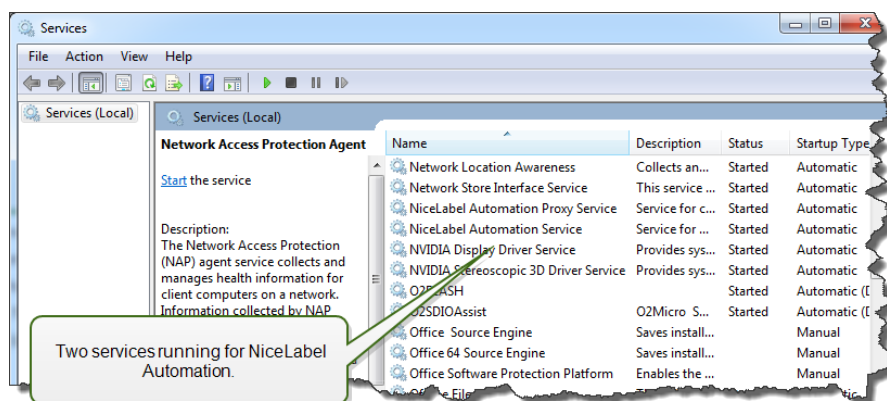 Services
File Action View Help
Services (Local)
Services (Local)
Network Access Protection Agent
Start the service
Description:
The Network Access Protection
(NAP) agent service collects and
manages health information for
client computers on a network.
Information collected by NAP
Name Description Status Startup Type
Network Location Awareness Collects an... Started Automatic
Network Store Interface Service This service ... Started Automatic
NiceLabel Automation Proxy Service Service for c... Started Automatic
NiceLabel Automation Service Service for ... Started Automatic
NVIDIA Display Driver Service Provides sys... Started Automatic
NVIDIA Stereoscopic 3D Driver Service Provides sys... Started Automatic
O2FLASH Started Automatic (D
O2SDIOAssist O2Micro S... Started Automatic (D
Office Source Engine Saves install... Manual
Office 64 Source Engine Saves install... Manual
Office Software Protection Platform Enables the ... Manual
Two services running for NiceLabel
Automation.